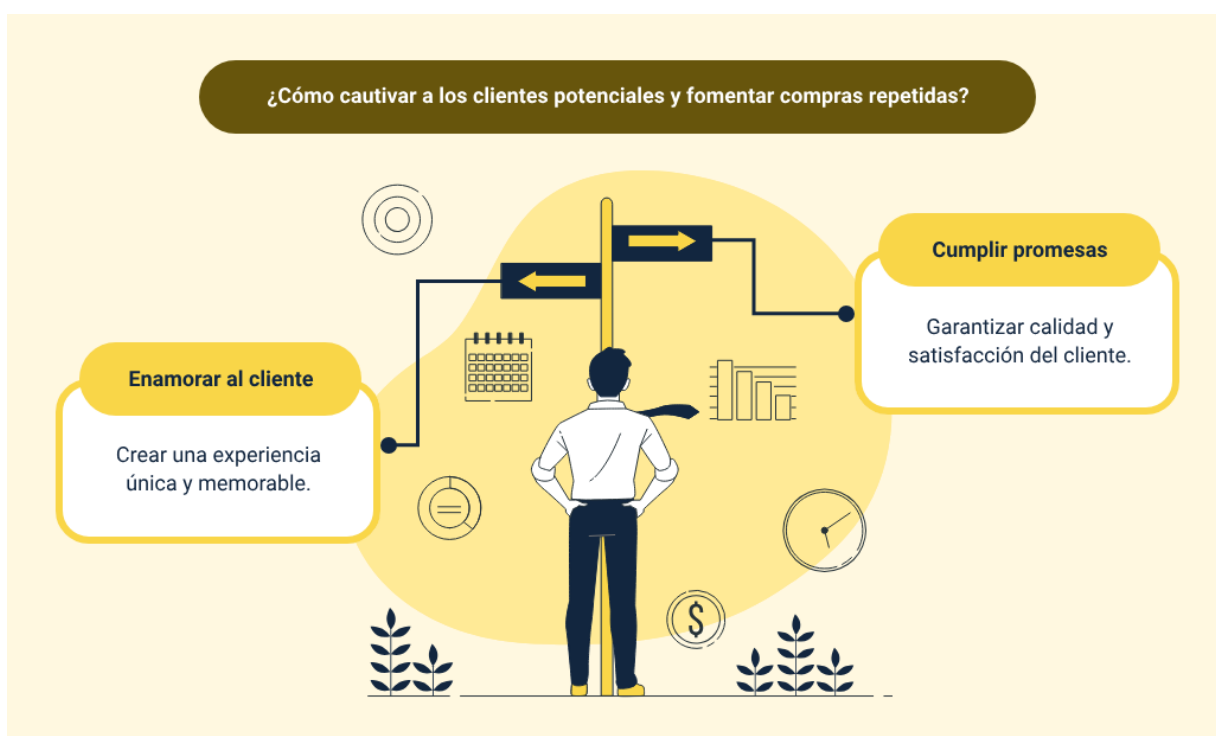 ¿Cómo cautivar a los clientes potenciales y fomentar compras repetidas?
Cumplir promesas
Garantizar calidad y
satisfacción del cliente.
Enamorar al cliente
Crear una experiencia
única y memorable.
$